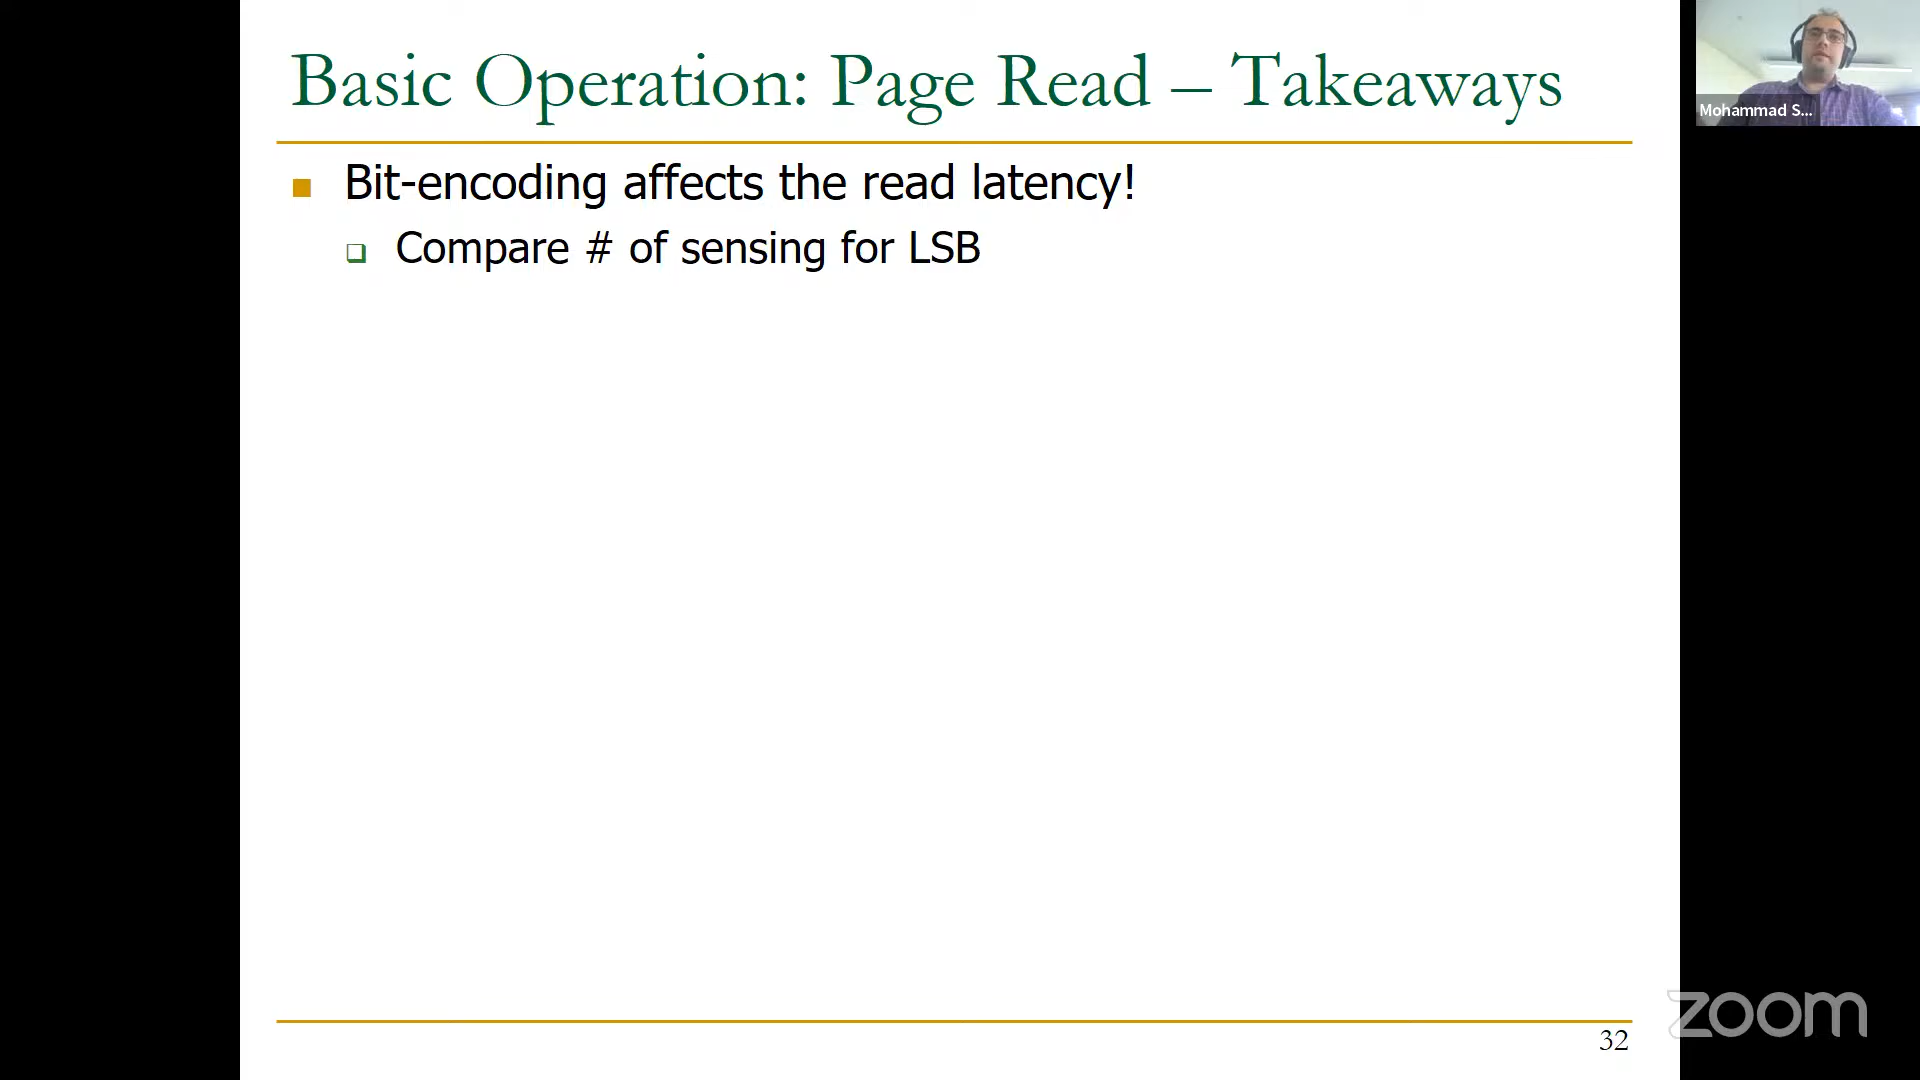 Basic Operation: Page Read – Takeaways
Bit-encoding affects the read latency!
Compare # of sensing for LSB
32
Mohammad S...
zoom